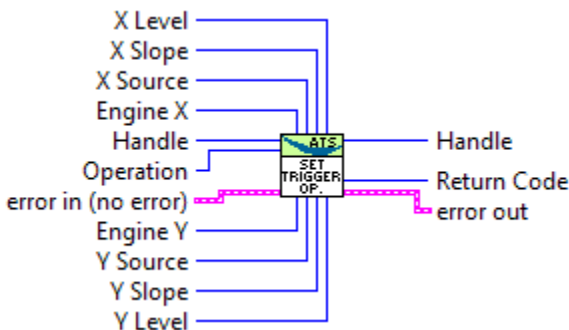 X Level
X Slope
X Source
Engine X
Handle
Operation
error in (no error)
Engine Y
Y Source
Y Slope
Y Level
ATS
SET
TRIGGER
OP.
Handle
Return Code
error out